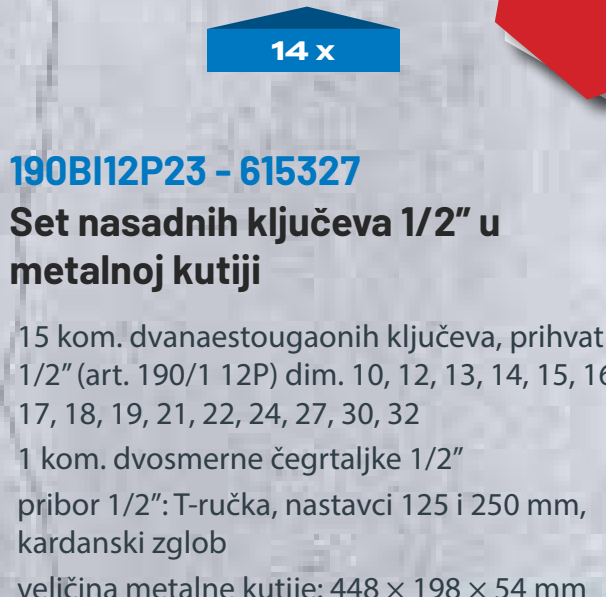 14 x
190BI12P23 - 615327
Set nasadnih ključeva 1/2” u
metalnoj kutiji
15 kom. dvanaestougaonih ključeva, prihvat
1/2” (art. 190/1 12P) dim. 10, 12, 13, 14, 15, 16
17, 18, 19, 21, 22, 24, 27, 30, 32
1 kom. dvosmerne čegrtaljke 1/2”
pribor 1/2”: T-ručka, nastavci 125 i 250 mm,
kardanski zglob
veličina metalne kutije: 448 × 198 × 54 mm